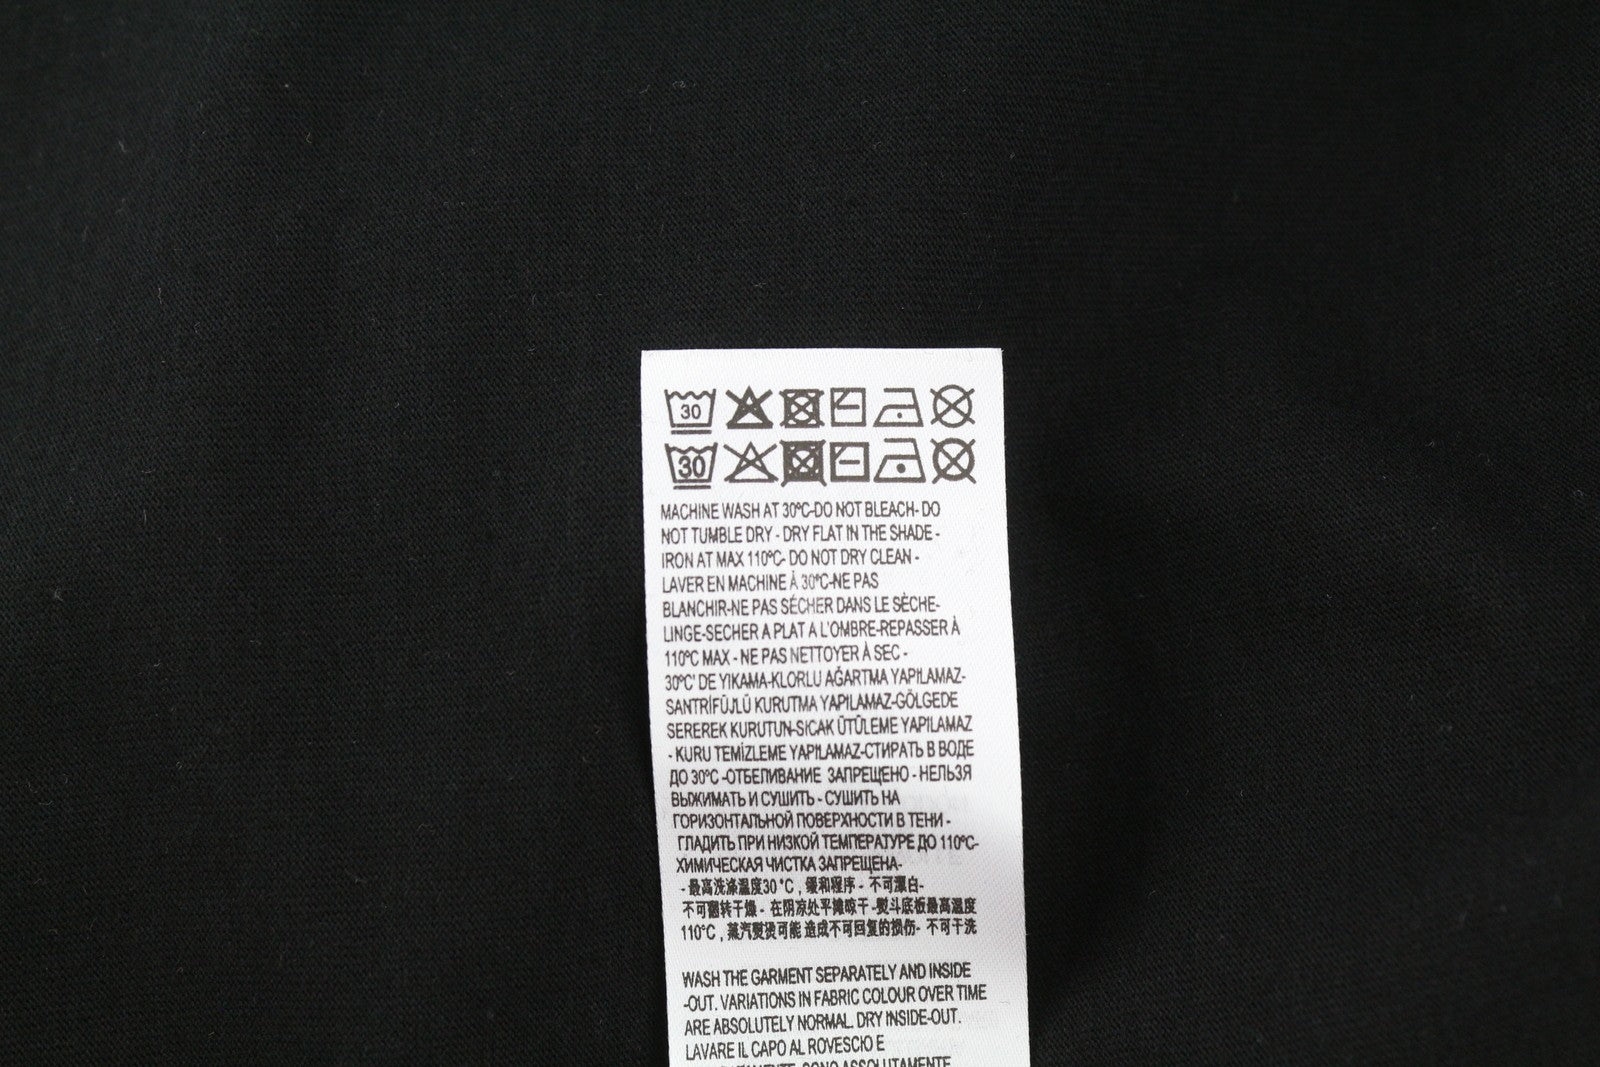 30
30
MACHINE WASH AT 30°C-DO NOT BLEACH- DO
NOT TUMBLE DRY - DRY FLAT IN THE SHADE -
IRON AT MAX 110°C- DO NOT DRY CLEAN -
LAVER EN MACHINE À 30°C-NE PAS
BLANCHIR-NE PAS SÉCHER DANS LE SÈCHE-
LINGE-SECHER A PLAT A L'OMBRE-REPASSER À
110°C MAX - NE PAS NETTOYER À SEC -
30°C' DE YIKAMA-KLORLU AĞARTMA YAPILAMAZ-
SANTRİFÜJLÜ KURUTMA YAPILAMAZ-GÖLGEDE
SEREREK KURUTUN-SICAK ÜTÜLEME YAPILAMAZ
- KURU TEMİZLEME YAPILAMAZ-СТИРАТЬ В ВОДЕ
ДО 30°C -ОТБЕЛИВАНИЕ ЗАПРЕЩЕНО - НЕЛЬЗЯ
ВЫЖИМАТЬ И СУШИТЬ - СУШИТЬ НА
ГОРИЗОНТАЛЬНОЙ ПОВЕРХНОСТИ В ТЕНИ -
ГЛАДИТЬ ПРИ НИЗКОЙ ТЕМПЕРАТУРЕ ДО 110°C-
ХИМИЧЕСКАЯ ЧИСТКА ЗАПРЕЩЕНА-
- 最高洗涤温度30°C , 缓和程序 - 不可漂白-
不可翻转干燥 - 在阴凉处平摊晾干-熨斗底板最高温度
110°C , 蒸汽熨烫可能 造成不可回复的损伤- 不可干洗
WASH THE GARMENT SEPARATELY AND INSIDE
-OUT. VARIATIONS IN FABRIC COLOUR OVER TIME
ARE ABSOLUTELY NORMAL. DRY INSIDE-OUT.
LAVARE IL CAPO AL ROVESCIO E
SONO ASSOLUTAMENTE